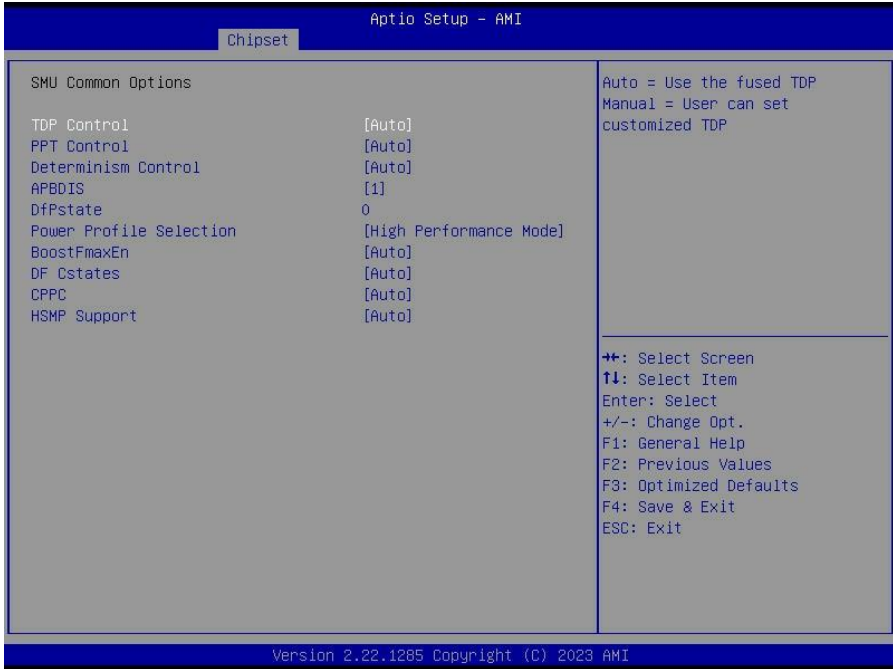 Aptio Setup - AMI
Chipset
SMU Common Options
TDP Control [Auto]
PPT Control [Auto]
Determinism Control [Auto]
APBDIS [1]
DfPstate 0
Power Profile Selection [High Performance Mode]
BoostFmaxEn [Auto]
DF Cstates [Auto]
CPPC [Auto]
HSMP Support [Auto]
Auto = Use the fused TDP
Manual = User can set
customized TDP
→←: Select Screen
↑↓: Select Item
Enter: Select
+/-: Change Opt.
F1: General Help
F2: Previous Values
F3: Optimized Defaults
F4: Save & Exit
ESC: Exit
Version 2.22.1285 Copyright (C) 2023 AMI